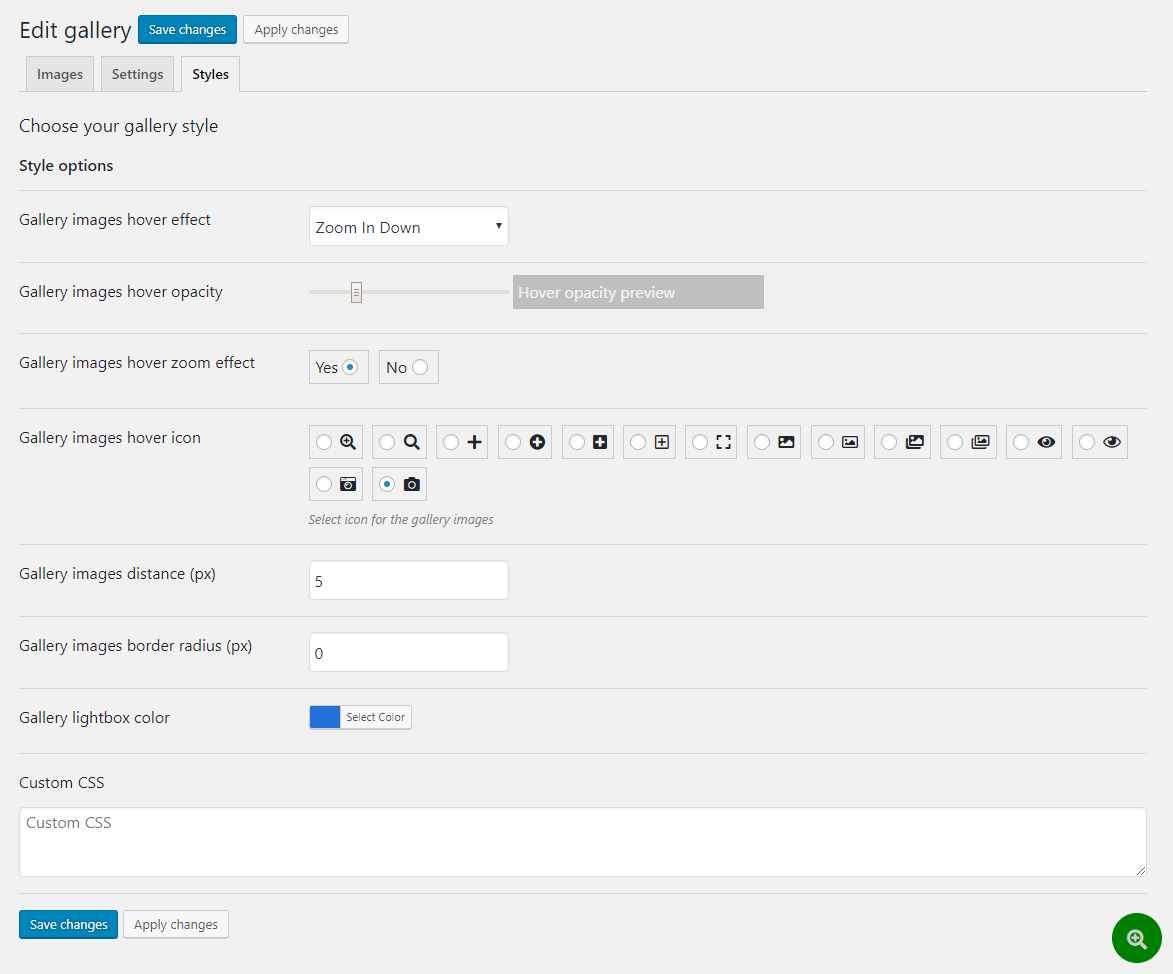 Edit gallery Save changes Apply changes
Images Settings Styles
Choose your gallery style
Style options
Gallery images hover effect Zoom In Down
Gallery images hover opacity Hover opacity preview
Gallery images hover zoom effect Yes No
Gallery images hover icon
Select icon for the gallery images
Gallery images distance (px) 5
Gallery images border radius (px) 0
Gallery lightbox color Select Color
Custom CSS
Custom CSS
Save changes Apply changes